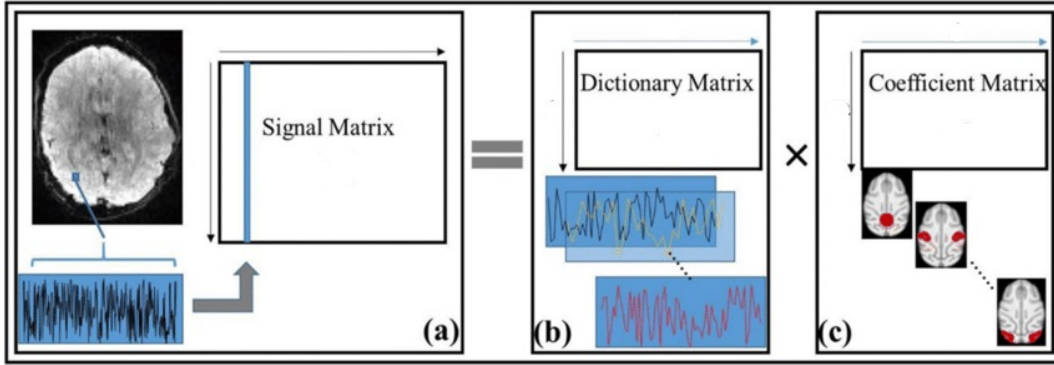 Signal Matrix
(a)
Dictionary Matrix
(b)
×
Coefficient Matrix
(c)